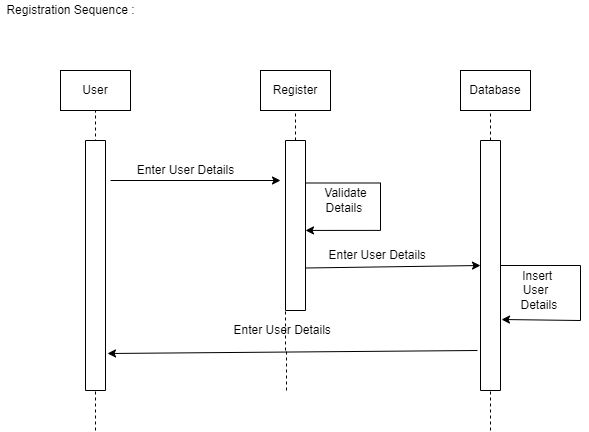 Registration Sequence :
User
Register
Database
Enter User Details
Validate
Details
Enter User Details
Insert
User
Details
Enter User Details